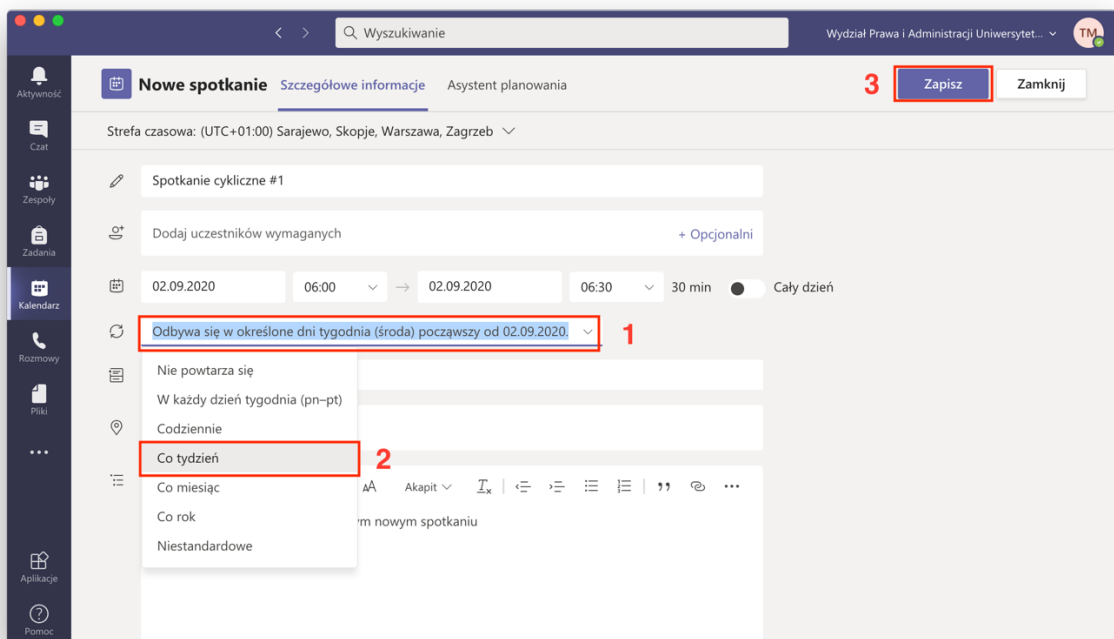 Wyszukiwanie
Wydział Prawa i Administracji Uniwersytet...
TM
Aktywność
Czat
Zespoły
Zadania
Kalendarz
Rozmowy
Pliki
Aplikacje
Pomoc
Nowe spotkanie Szczegółowe informacje Asystent planowania
3 Zapisz Zamknij
Strefa czasowa: (UTC+01:00) Sarajewo, Skopje, Warszawa, Zagrzeb
Spotkanie cykliczne #1
Dodaj uczestników wymaganych + Opcjonalni
02.09.2020 06:00 → 02.09.2020 06:30 30 min Cały dzień
Odbywa się w określone dni tygodnia (środa) począwszy od 02.09.2020. 1
Nie powtarza się
W każdy dzień tygodnia (pn–pt)
Codziennie
Co tydzień 2
Co miesiąc
Co rok
Niestandardowe
AA Akapit
m nowym spotkaniu